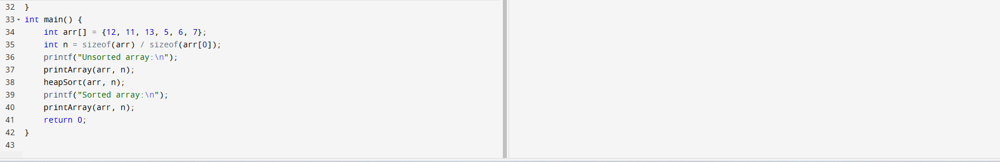 32 }
33 int main() {
34     int arr[] = {12, 11, 13, 5, 6, 7};
35     int n = sizeof(arr) / sizeof(arr[0]);
36     printf("Unsorted array:\n");
37     printArray(arr, n);
38     heapSort(arr, n);
39     printf("Sorted array:\n");
40     printArray(arr, n);
41     return 0;
42 }
43